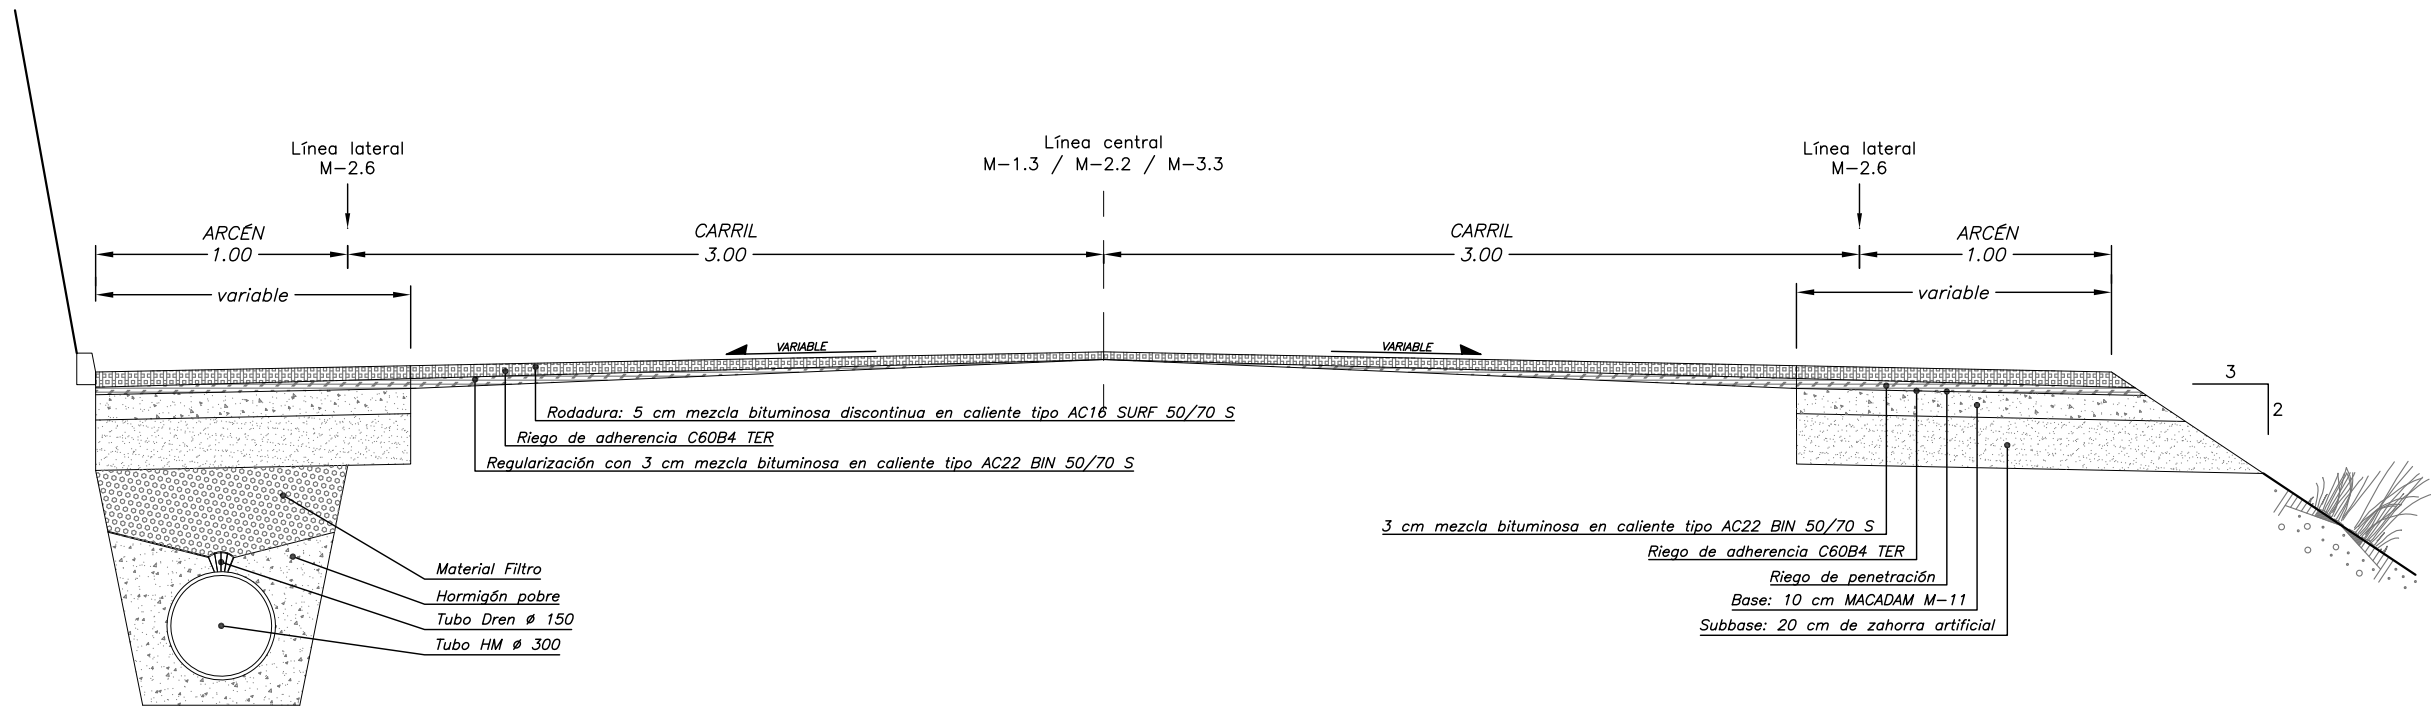 Línea lateral
M-2.6
Línea central
M-1.3 / M-2.2 / M-3.3
Línea lateral
M-2.6
ARCÉN
1.00
CARRIL
3.00
CARRIL
3.00
ARCÉN
1.00
variable
variable
VARIABLE
VARIABLE
3
2
Rodadura: 5 cm mezcla bituminosa discontinua en caliente tipo AC16 SURF 50/70 S
Riego de adherencia C60B4 TER
Regularización con 3 cm mezcla bituminosa en caliente tipo AC22 BIN 50/70 S
3 cm mezcla bituminosa en caliente tipo AC22 BIN 50/70 S
Riego de adherencia C60B4 TER
Riego de penetración
Base: 10 cm MACADAM M-11
Subbase: 20 cm de zahorra artificial
Material Filtro
Hormigón pobre
Tubo Dren ø 150
Tubo HM ø 300